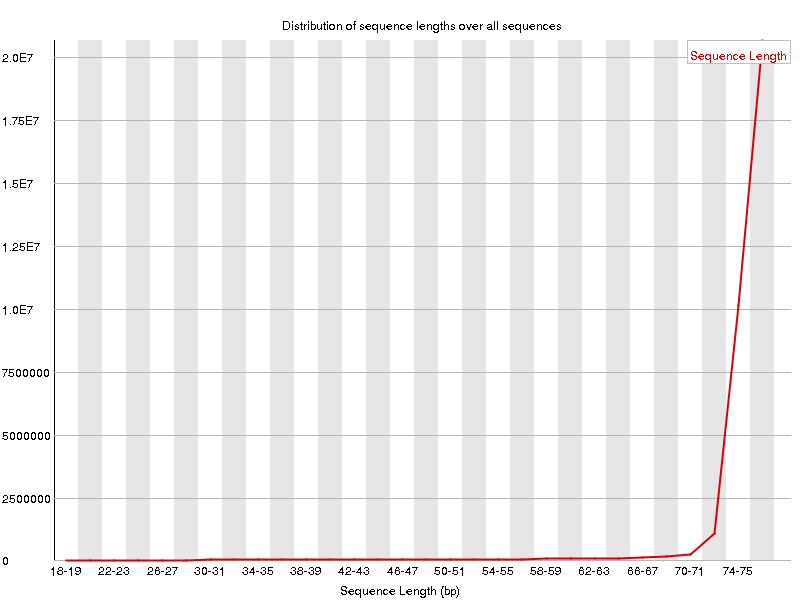 Distribution of sequence lengths over all sequences
Sequence Length
2.0E7
1.75E7
1.5E7
1.25E7
1.0E7
7500000
5000000
2500000
0
18-19 22-23 26-27 30-31 34-35 38-39 42-43 46-47 50-51 54-55 58-59 62-63 66-67 70-71 74-75
Sequence Length (bp)